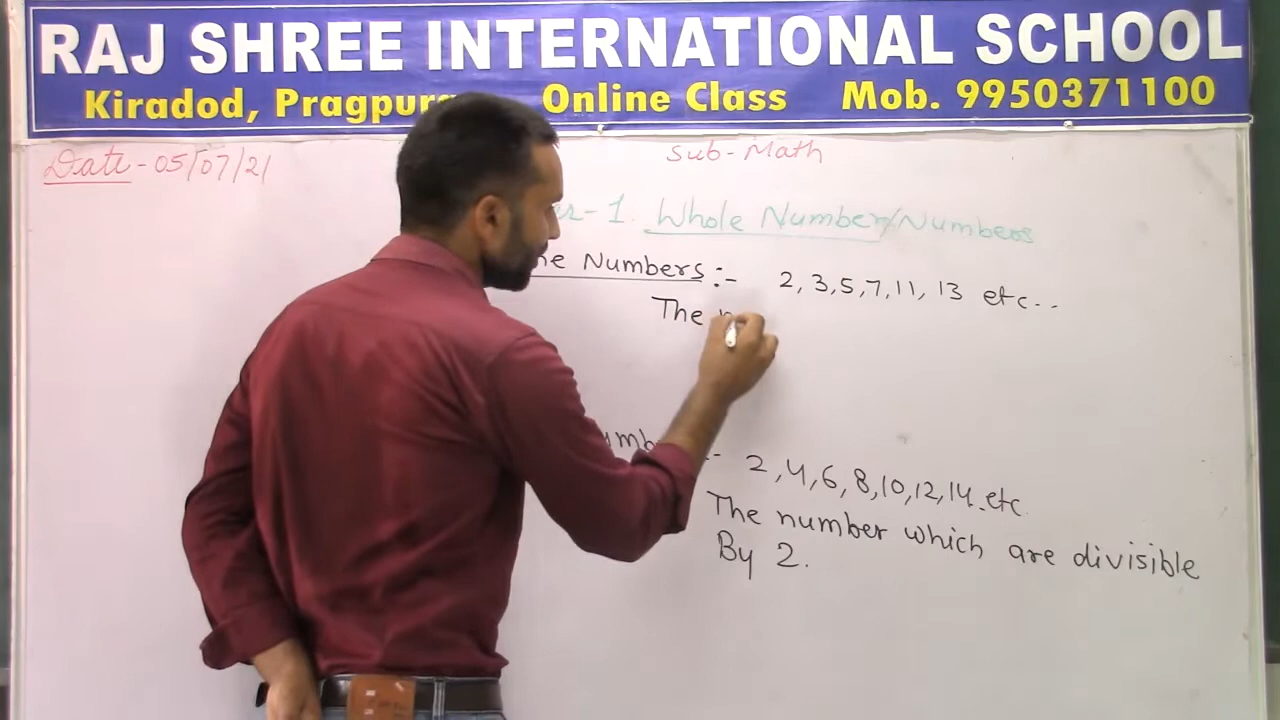 RAJ SHREE INTERNATIONAL SCHOOL
Kiradod, Online Class Mob. 9950371100
Date - 05/07/21
Sub - Math
1. Whole Number/Numbers
Numbers :- 2, 3, 5, 7, 11, 13 etc..
The
2, 4, 6, 8, 10, 12, 14 etc
The number which are divisible
By 2.